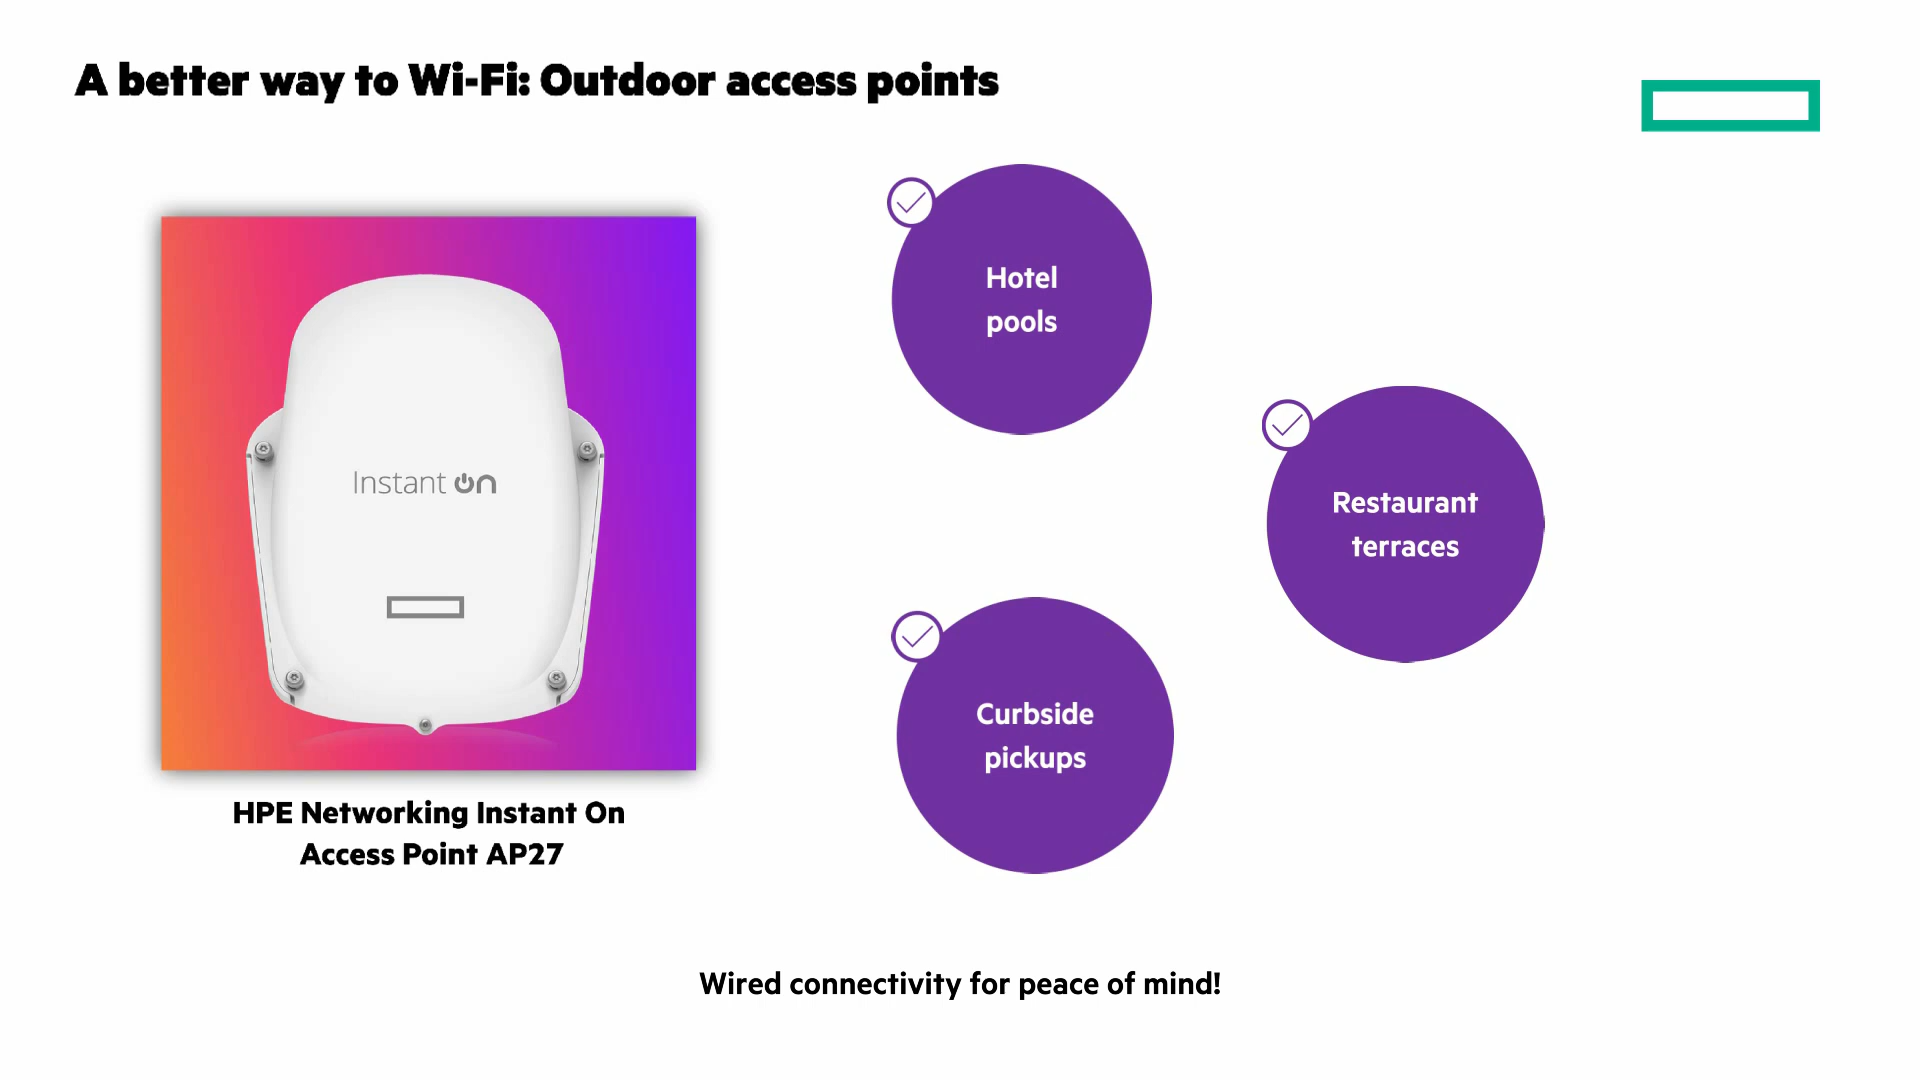 A better way to Wi-Fi: Outdoor access points
Instant On
HPE Networking Instant On
Access Point AP27
Hotel
pools
Restaurant
terraces
Curbside
pickups
Wired connectivity for peace of mind!